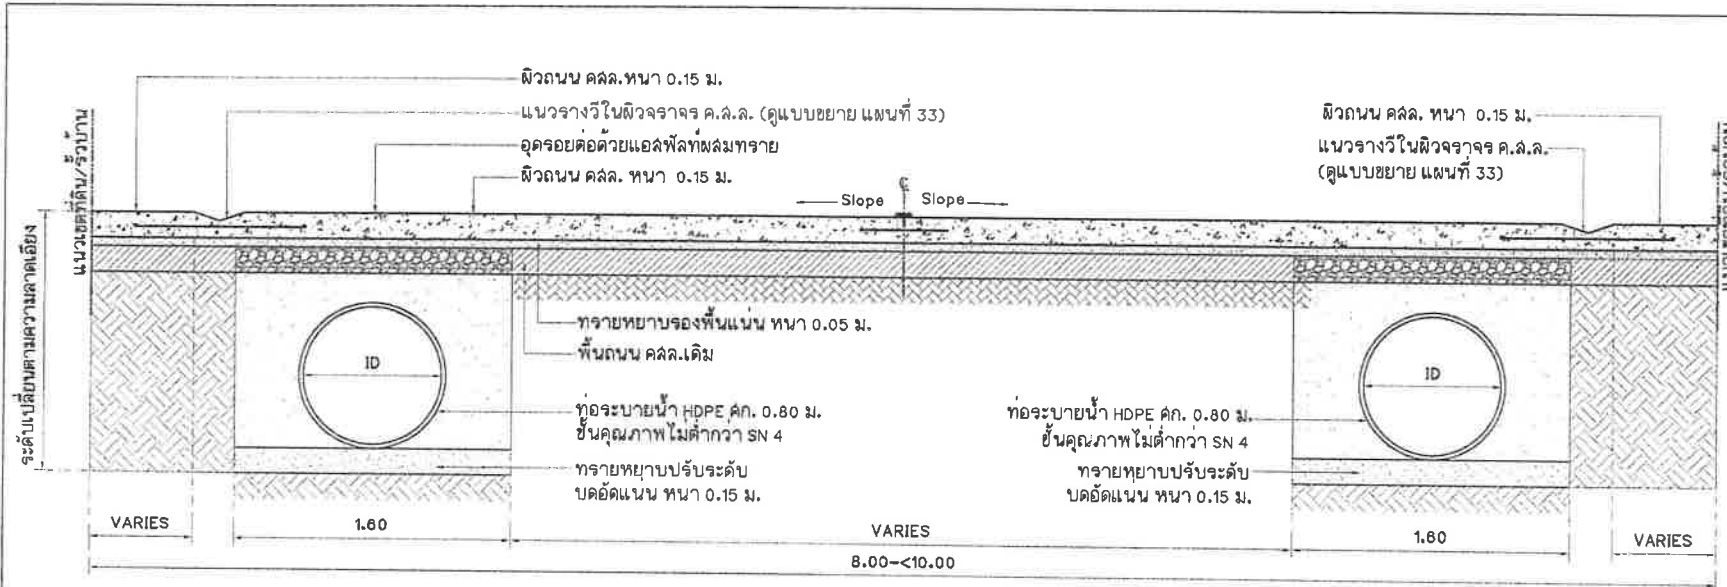 ผิวถนน คสล.หนา 0.15 ม.
แนวรางวีในผิวจราจร ค.ส.ล. (ดูแบบขยาย แผนที่ 33)
อุดรอยต่อด้วยแอสฟัลท์ผสมทราย
ผิวถนน คสล. หนา 0.15 ม.
ผิวถนน คสล. หนา 0.15 ม.
แนวรางวีในผิวจราจร ค.ส.ล.
(ดูแบบขยาย แผนที่ 33)
แนวเขตที่ดิน/รั้วบ้าน
ระดับเปลี่ยนตามความลาดเอียง
Slope
Slope
ทรายหยาบรองพื้นแน่น หนา 0.05 ม.
พื้นถนน คสล.เดิม
ID
ID
ท่อระบายน้ำ HDPE ศก. 0.80 ม.
ชั้นคุณภาพไม่ต่ำกว่า SN 4
ทรายหยาบปรับระดับ
บดอัดแน่น หนา 0.15 ม.
ท่อระบายน้ำ HDPE ศก. 0.80 ม.
ชั้นคุณภาพไม่ต่ำกว่า SN 4
ทรายหยาบปรับระดับ
บดอัดแน่น หนา 0.15 ม.
VARIES
1.60
VARIES
1.60
VARIES
8.00-<10.00